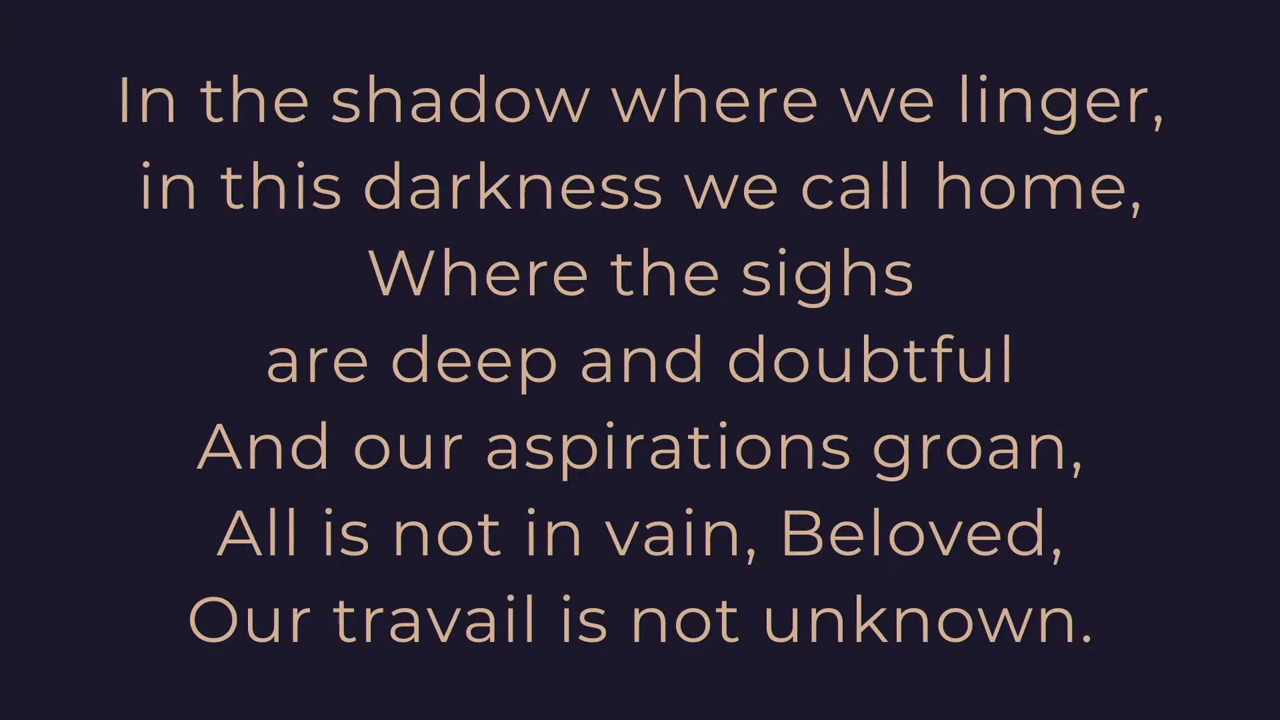 In the shadow where we linger,
in this darkness we call home,
Where the sighs
are deep and doubtful
And our aspirations groan,
All is not in vain, Beloved,
Our travail is not unknown.